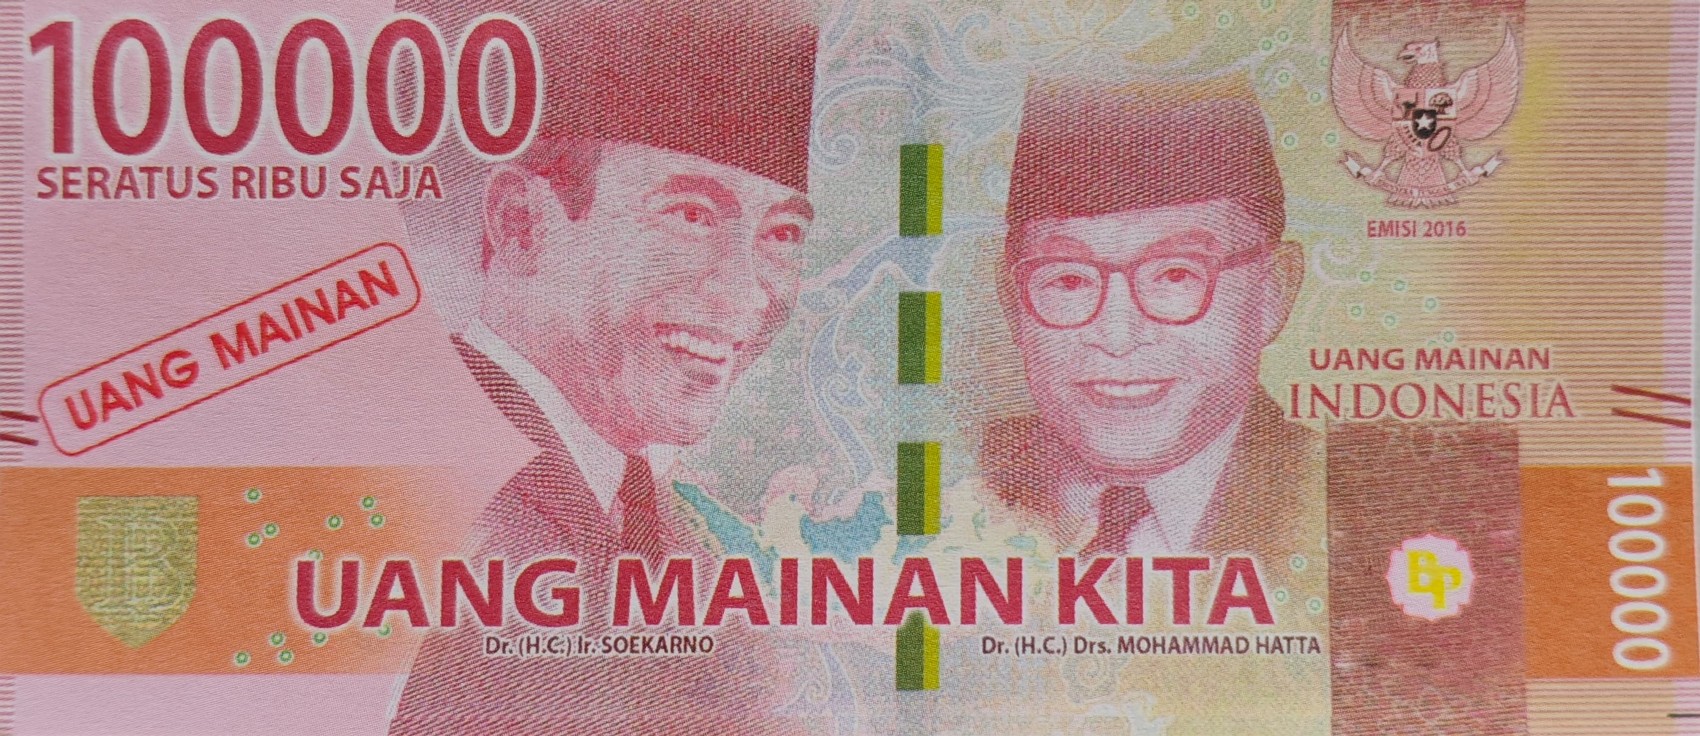 100000
SERATUS RIBU SAJA
EMISI 2016
UANG MAINAN
UANG MAINAN
INDONESIA
100000
BP
UANG MAINAN KITA
Dr. (H.C.) Ir. SOEKARNO
Dr. (H.C.) Drs. MOHAMMAD HATTA